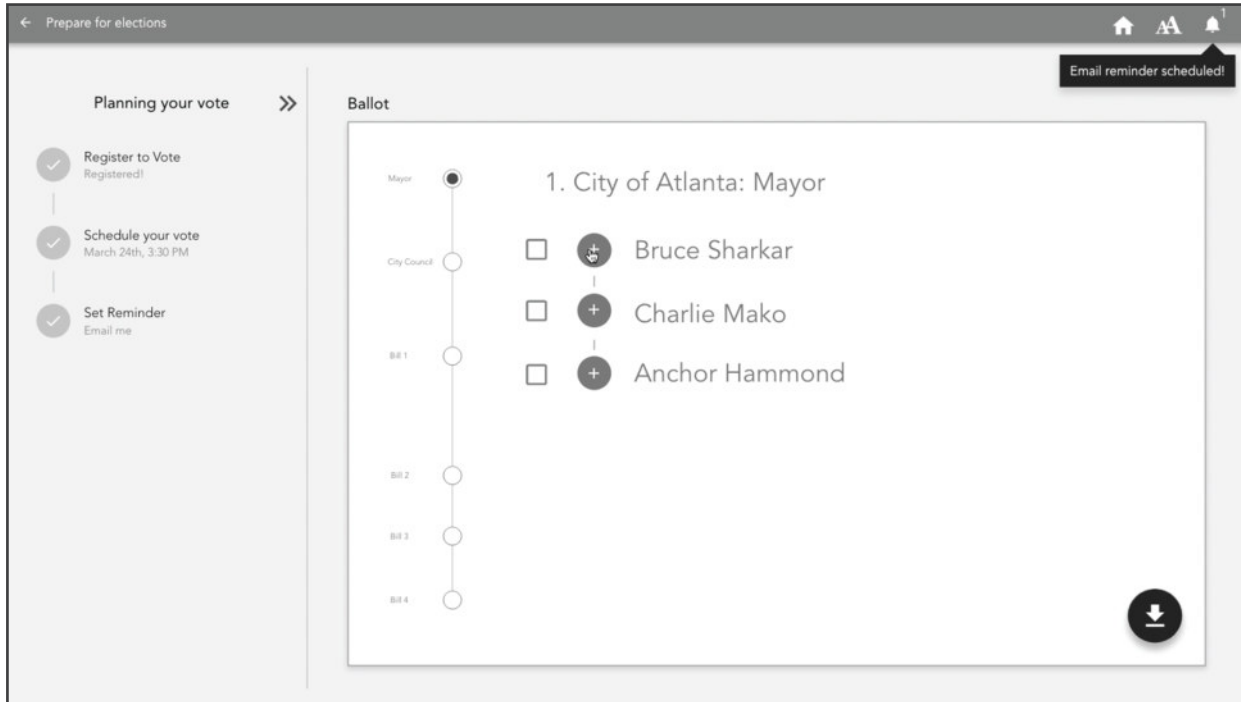 Prepare for elections
AA
1
Email reminder scheduled!
Planning your vote
Register to Vote
Registered!
Schedule your vote
March 24th, 3:30 PM
Set Reminder
Email me
Ballot
Mayor
City Council
Bill 1
Bill 2
Bill 3
Bill 4
1. City of Atlanta: Mayor
Bruce Sharkar
Charlie Mako
Anchor Hammond